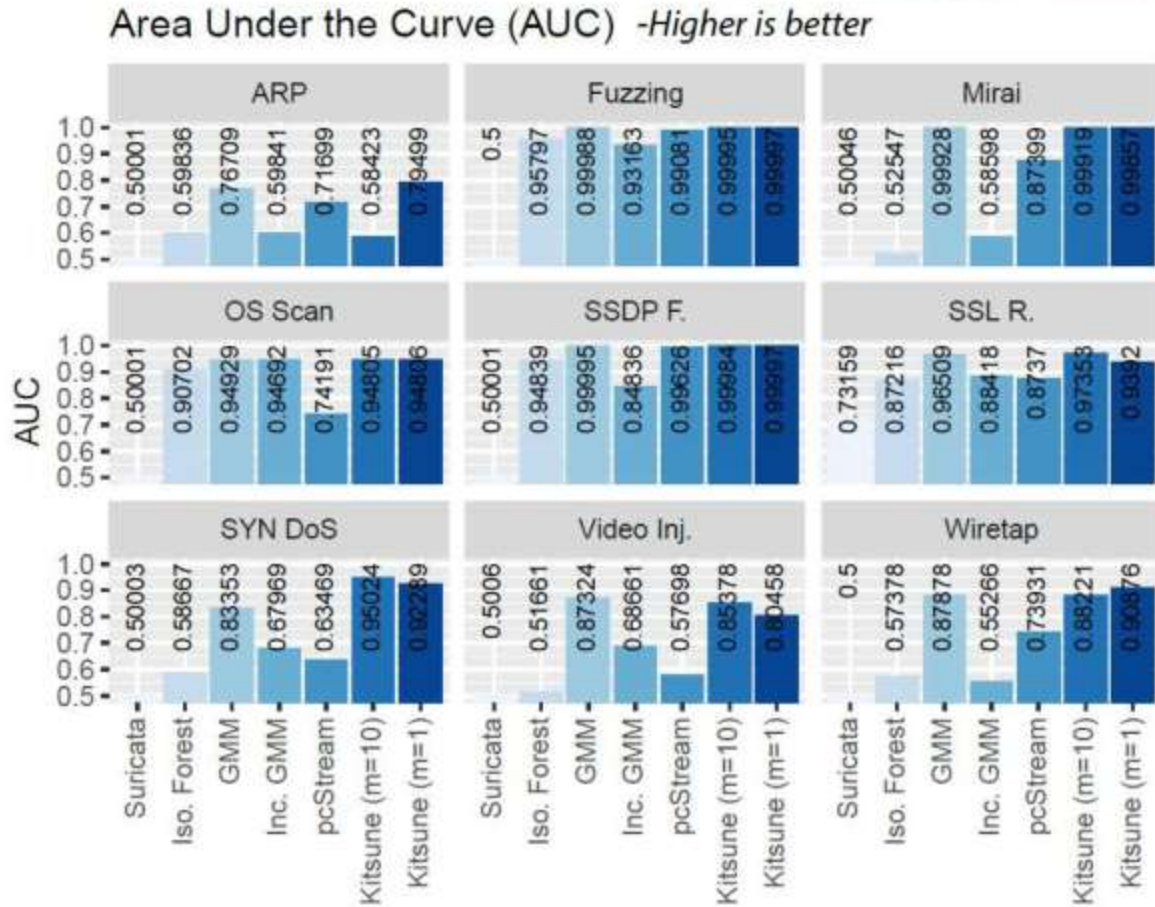 Area Under the Curve (AUC) -Higher is better
ARP Fuzzing Mirai
1.0
0.9
0.8
0.7
0.6
0.5
0.50001 0.59836 0.76709 0.59841 0.71699 0.58423 0.79499
0.5 0.95797 0.99988 0.93163 0.99081 0.99995 0.99997
0.50046 0.52547 0.99928 0.58598 0.87399 0.99919 0.99857
OS Scan SSDP F. SSL R.
AUC
1.0
0.9
0.8
0.7
0.6
0.5
0.50001 0.90702 0.94929 0.94692 0.74191 0.94805 0.94806
0.50001 0.94839 0.99995 0.84836 0.99626 0.99984 0.99997
0.73159 0.87216 0.96509 0.88418 0.8737 0.97353 0.9392
SYN DoS Video Inj. Wiretap
1.0
0.9
0.8
0.7
0.6
0.5
0.50003 0.58667 0.83353 0.67969 0.63469 0.95024 0.92289
0.5006 0.51661 0.87324 0.68661 0.57698 0.85378 0.80458
0.5 0.57378 0.87878 0.55266 0.73931 0.88221 0.90876
Suricata
Iso. Forest
GMM
Inc. GMM
pcStream
Kitsune (m=10)
Kitsune (m=1)
Suricata
Iso. Forest
GMM
Inc. GMM
pcStream
Kitsune (m=10)
Kitsune (m=1)
Suricata
Iso. Forest
GMM
Inc. GMM
pcStream
Kitsune (m=10)
Kitsune (m=1)